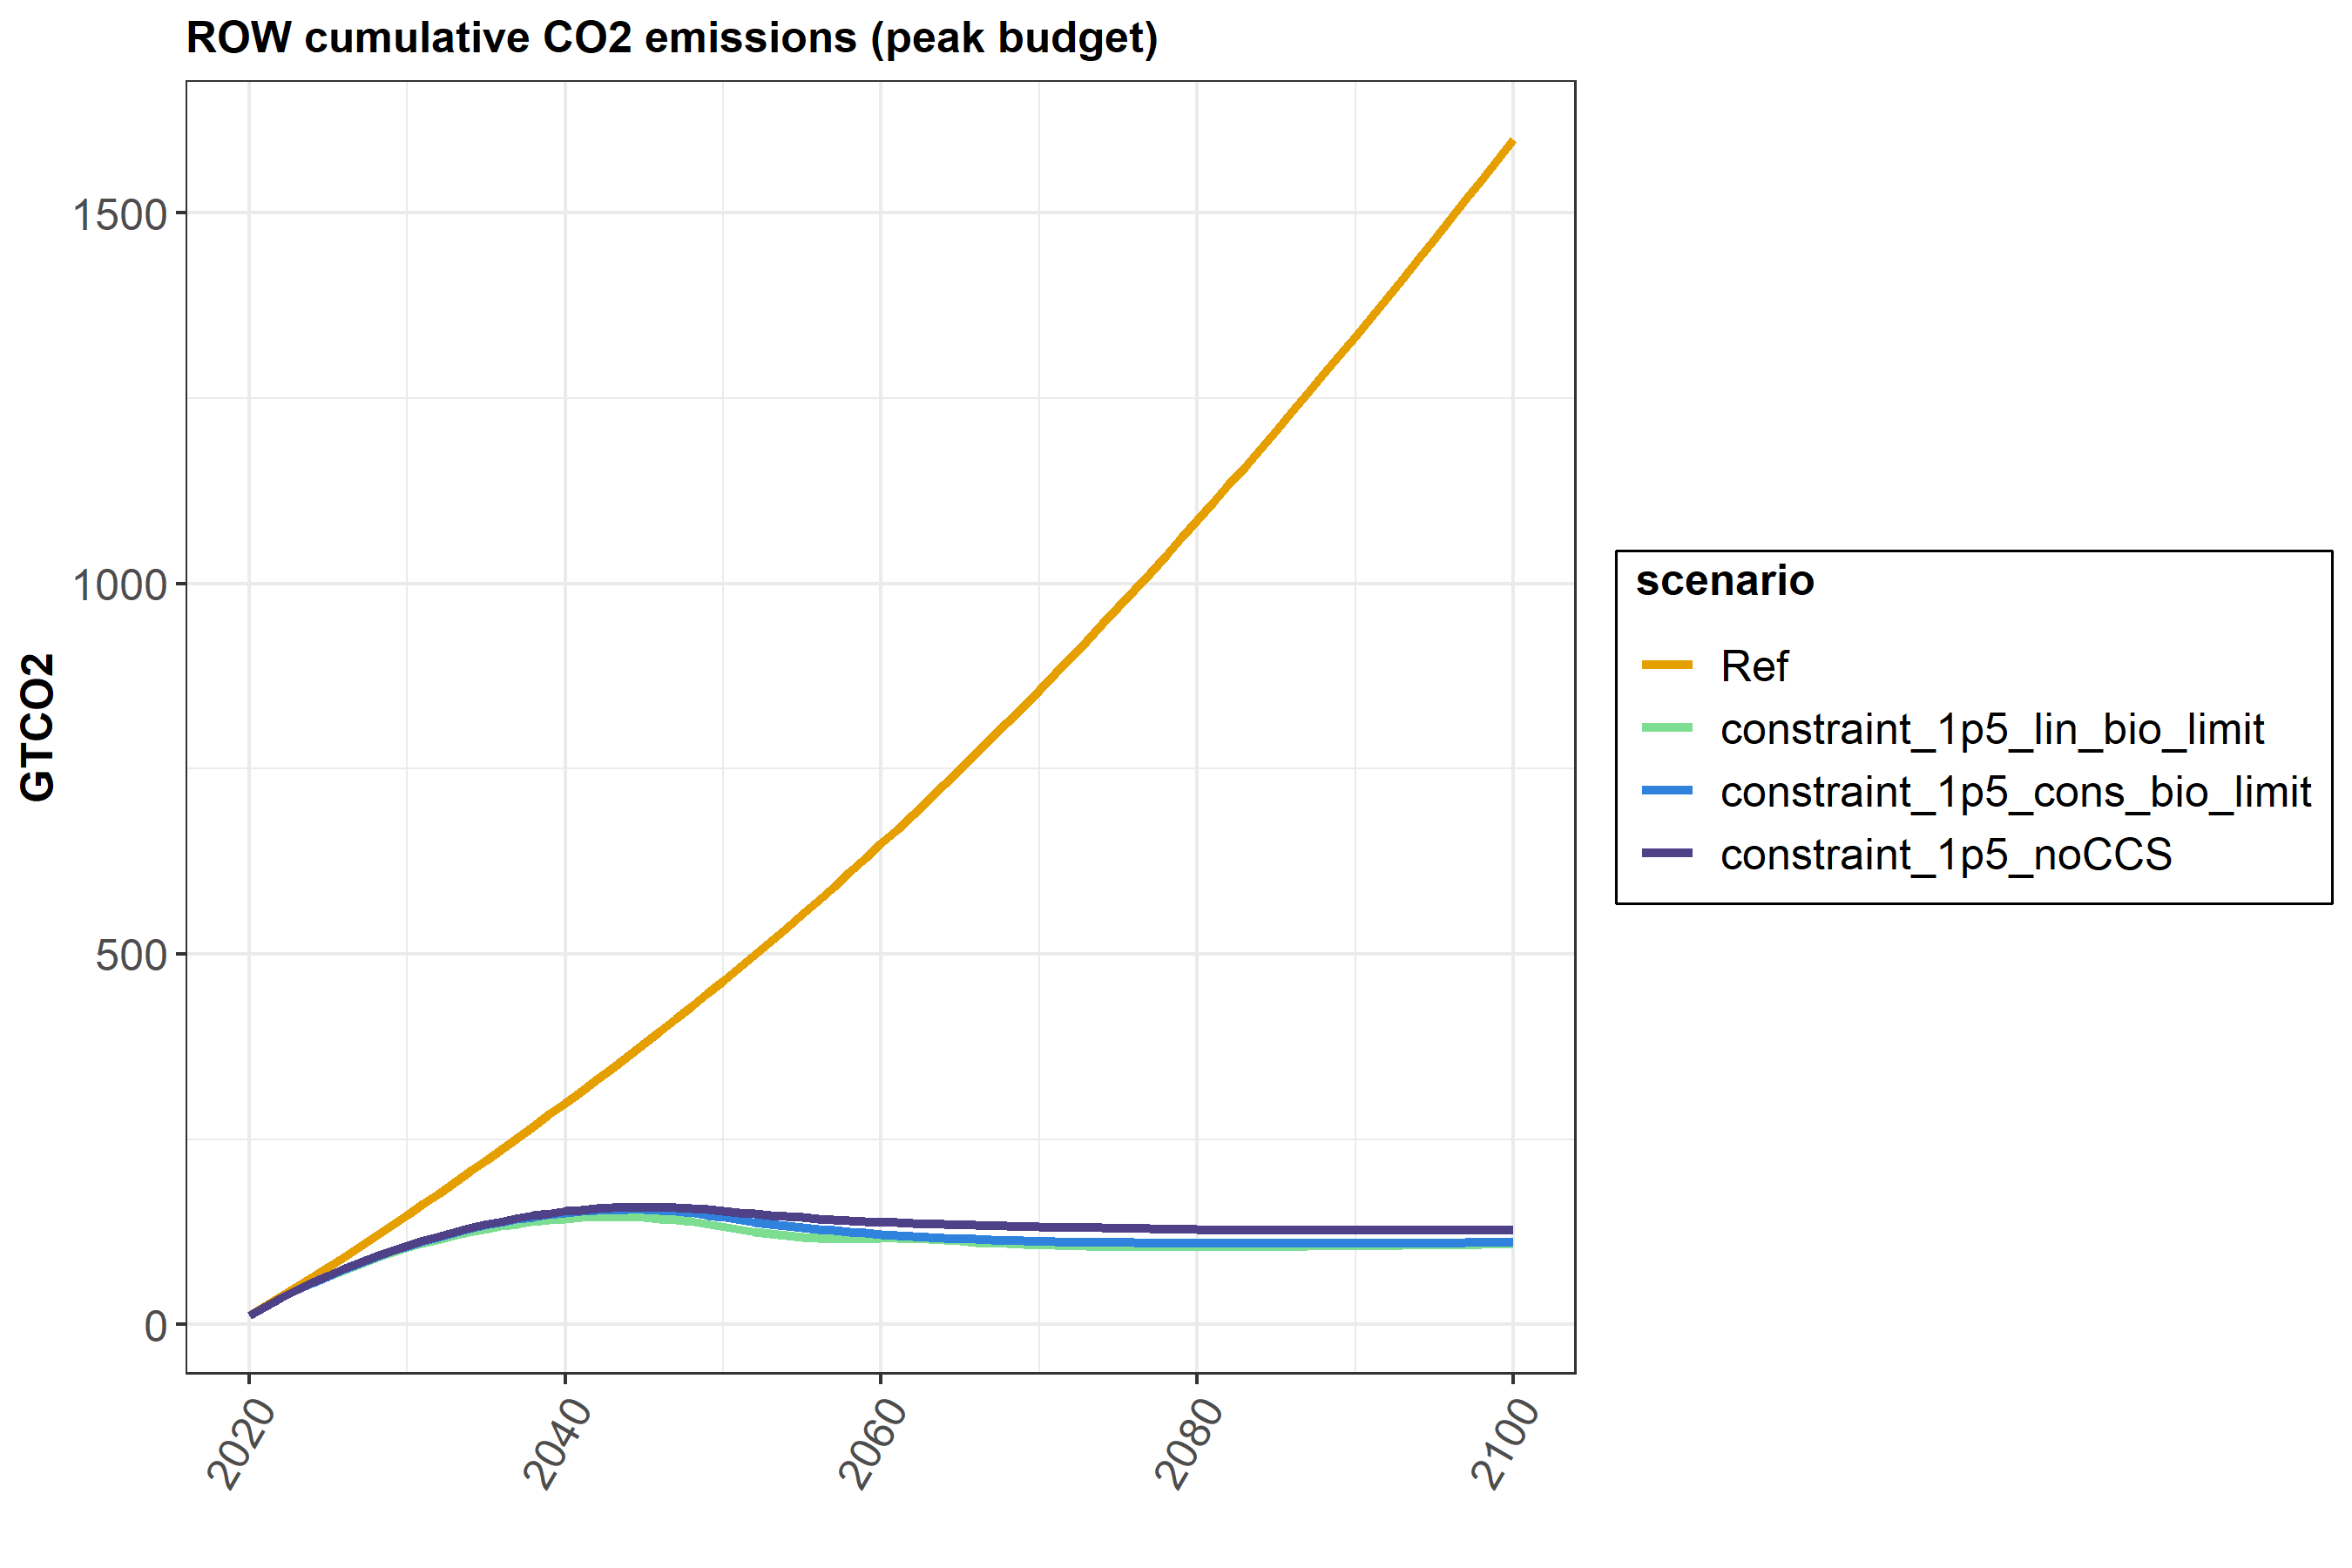 ROW cumulative CO2 emissions (peak budget)
GTCO2
1500
1000
500
0
2020
2040
2060
2080
2100
scenario
Ref
constraint_1p5_lin_bio_limit
constraint_1p5_cons_bio_limit
constraint_1p5_noCCS